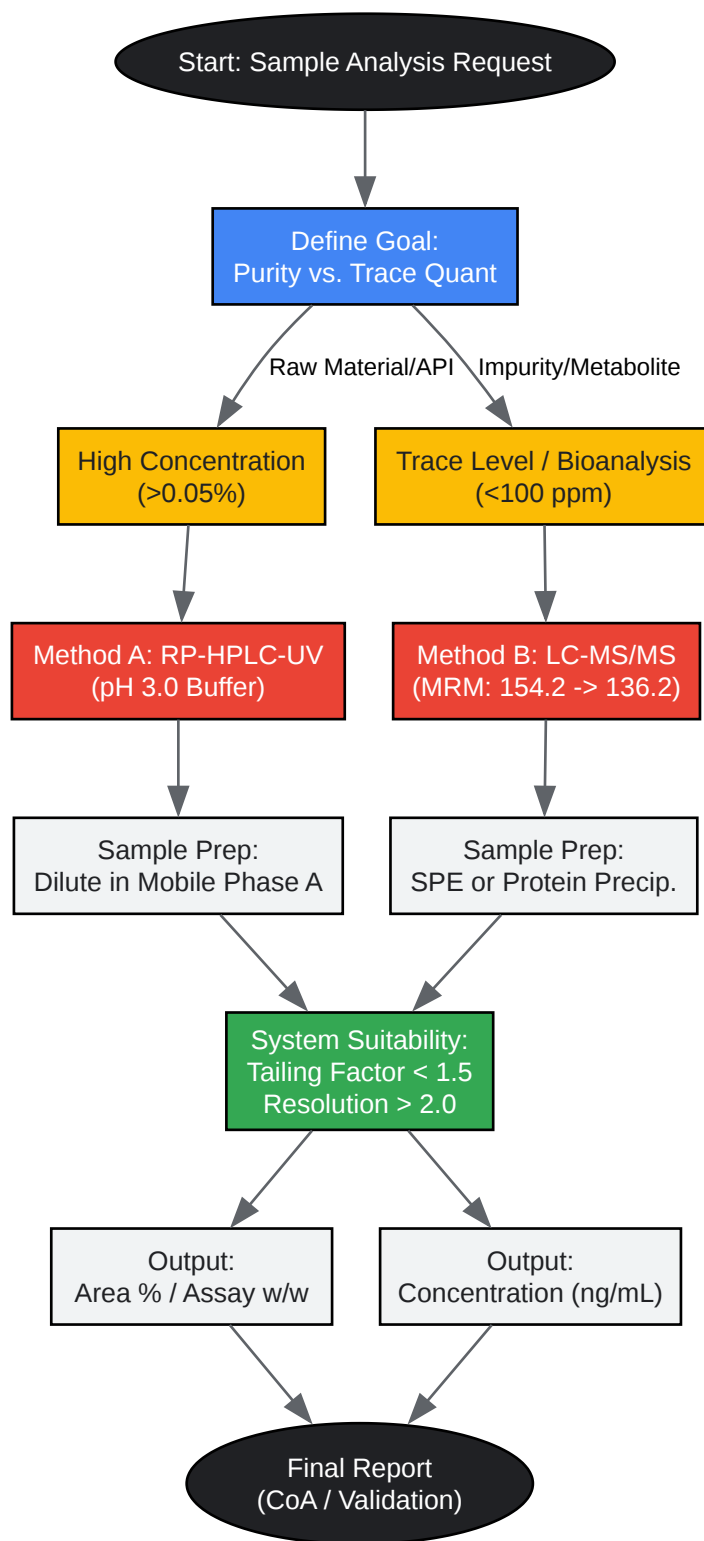 Start: Sample Analysis Request
Define Goal:
Purity vs. Trace Quant
Raw Material/API
Impurity/Metabolite
High Concentration
(>0.05%)
Trace Level / Bioanalysis
(<100 ppm)
Method A: RP-HPLC-UV
(pH 3.0 Buffer)
Method B: LC-MS/MS
(MRM: 154.2 -> 136.2)
Sample Prep:
Dilute in Mobile Phase A
Sample Prep:
SPE or Protein Precip.
System Suitability:
Tailing Factor < 1.5
Resolution > 2.0
Output:
Area % / Assay w/w
Output:
Concentration (ng/mL)
Final Report
(CoA / Validation)